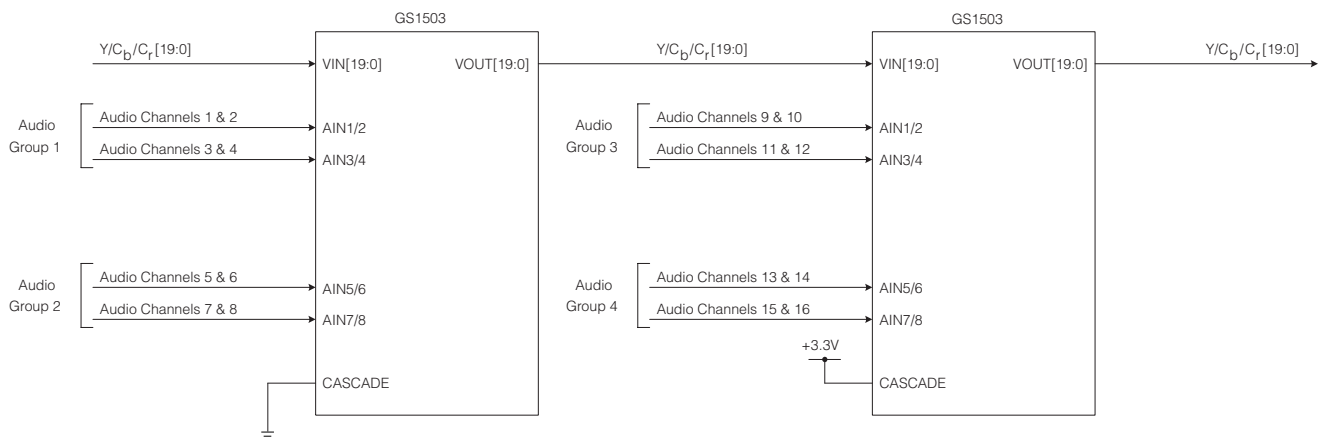 GS1503
GS1503
Y/Cb/Cr[19:0]
Y/Cb/Cr[19:0]
Y/Cb/Cr[19:0]
VIN[19:0]
VOUT[19:0]
VIN[19:0]
VOUT[19:0]
Audio
Group 1
Audio Channels 1 & 2
AIN1/2
Audio Channels 3 & 4
AIN3/4
Audio
Group 3
Audio Channels 9 & 10
AIN1/2
Audio Channels 11 & 12
AIN3/4
Audio
Group 2
Audio Channels 5 & 6
AIN5/6
Audio Channels 7 & 8
AIN7/8
Audio
Group 4
Audio Channels 13 & 14
AIN5/6
Audio Channels 15 & 16
AIN7/8
+3.3V
CASCADE
CASCADE